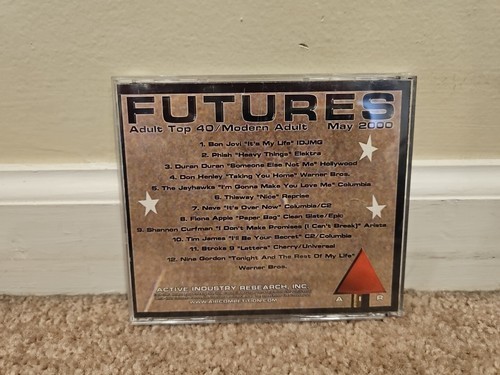 FUTURES
Adult Top 40/Modern Adult May 2000
1. Bon Jovi "It's My Life" IDJMG
2. Phish "Heavy Things" Elektra
3. Duran Duran "Someone Else Not Me" Hollywood
4. Don Henley "Taking You Home" Warner Bros.
5. The Jayhawks "I'm Gonna Make You Love Me" Columbia
6. Thisway "Nice" Reprise
7. Neve "It's Over Now" Columbia/C2
8. Fiona Apple "Paper Bag" Clean Slate/Epic
9. Shannon Curfman "I Don't Make Promises (I Can't Break)" Arista
10. Tim James "I'll Be Your Secret" C2/Columbia
11. Stroke 9 "Letters" Cherry/Universal
12. Nina Gordon "Tonight And The Rest Of My Life"
Warner Bros.
ACTIVE INDUSTRY RESEARCH, INC.
WWW.AIRCOMPETITION.COM
A R